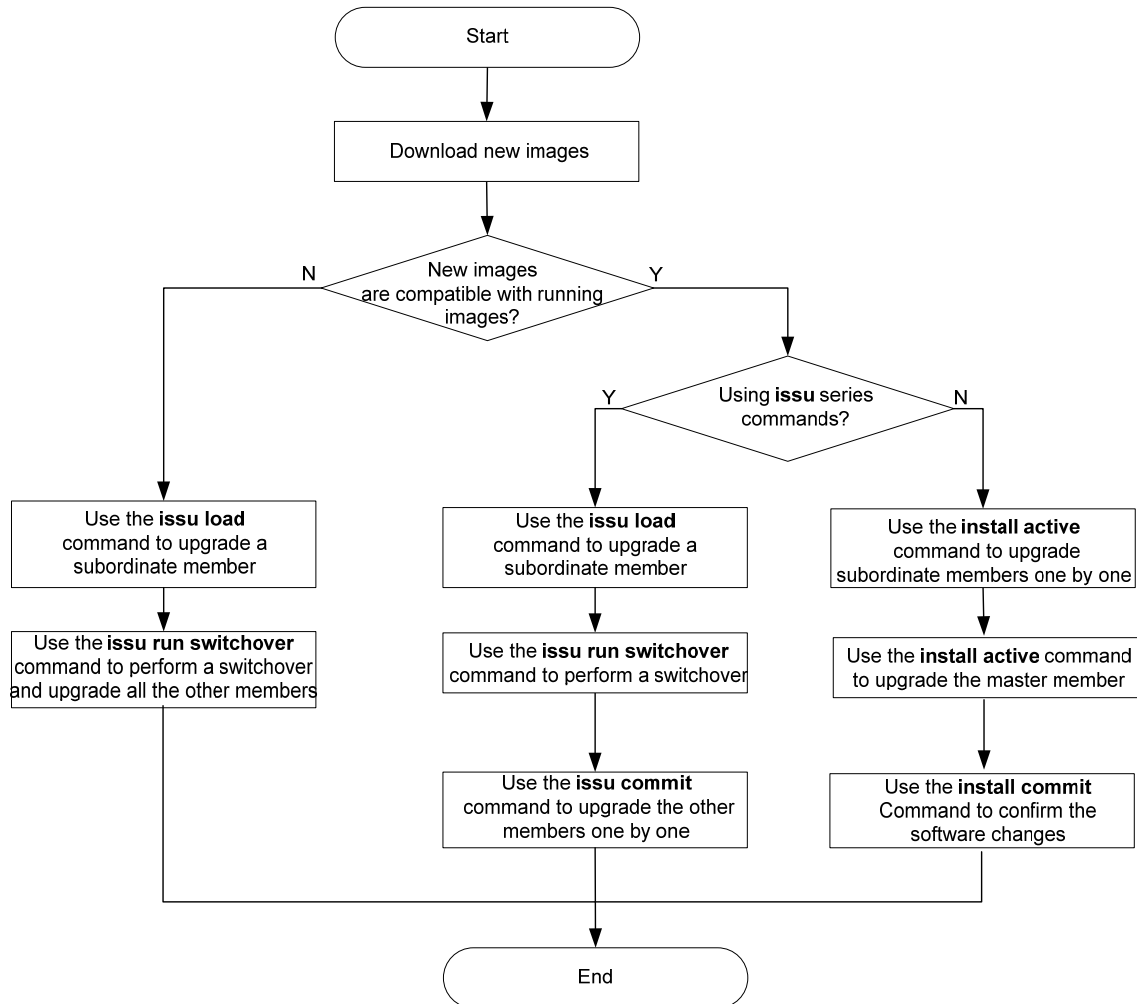 Start
Download new images
New images
are compatible with running
images?
N
Y
Using issu series
commands?
Y
N
Use the issu load
command to upgrade a
subordinate member
Use the issu run switchover
command to perform a switchover
and upgrade all the other members
Use the issu load
command to upgrade a
subordinate member
Use the issu run switchover
command to perform a switchover
Use the issu commit
command to upgrade the other
members one by one
Use the install active
command to upgrade
subordinate members one by one
Use the install active command
to upgrade the master member
Use the install commit
Command to confirm the
software changes
End